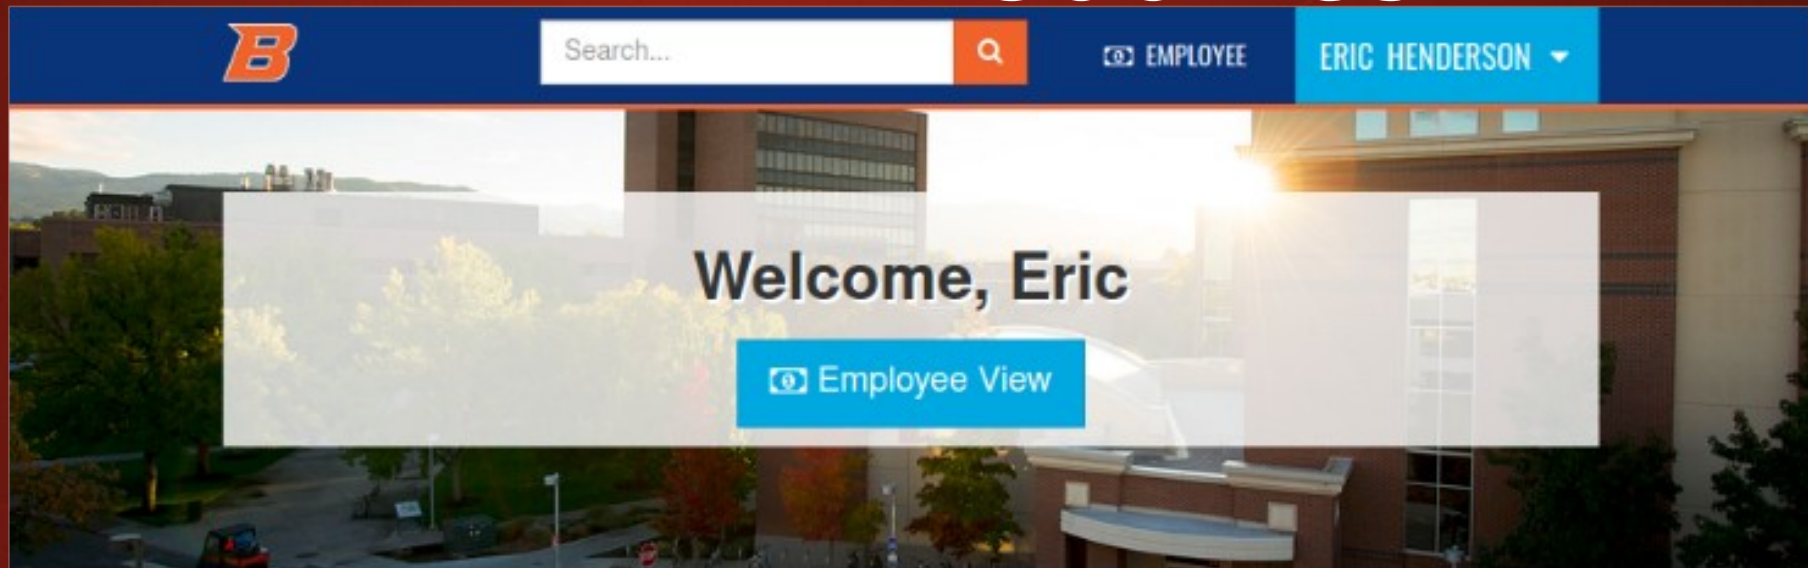 B
Search...
EMPLOYEE
ERIC HENDERSON
Welcome, Eric
Employee View